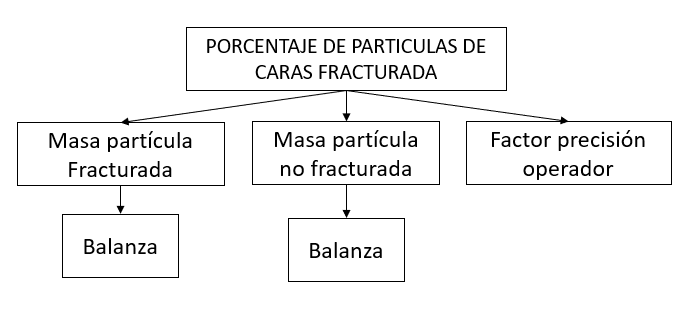 PORCENTAJE DE PARTICULAS DE
CARAS FRACTURADA
Masa partícula
Fracturada
Masa partícula
no fracturada
Factor precisión
operador
Balanza
Balanza